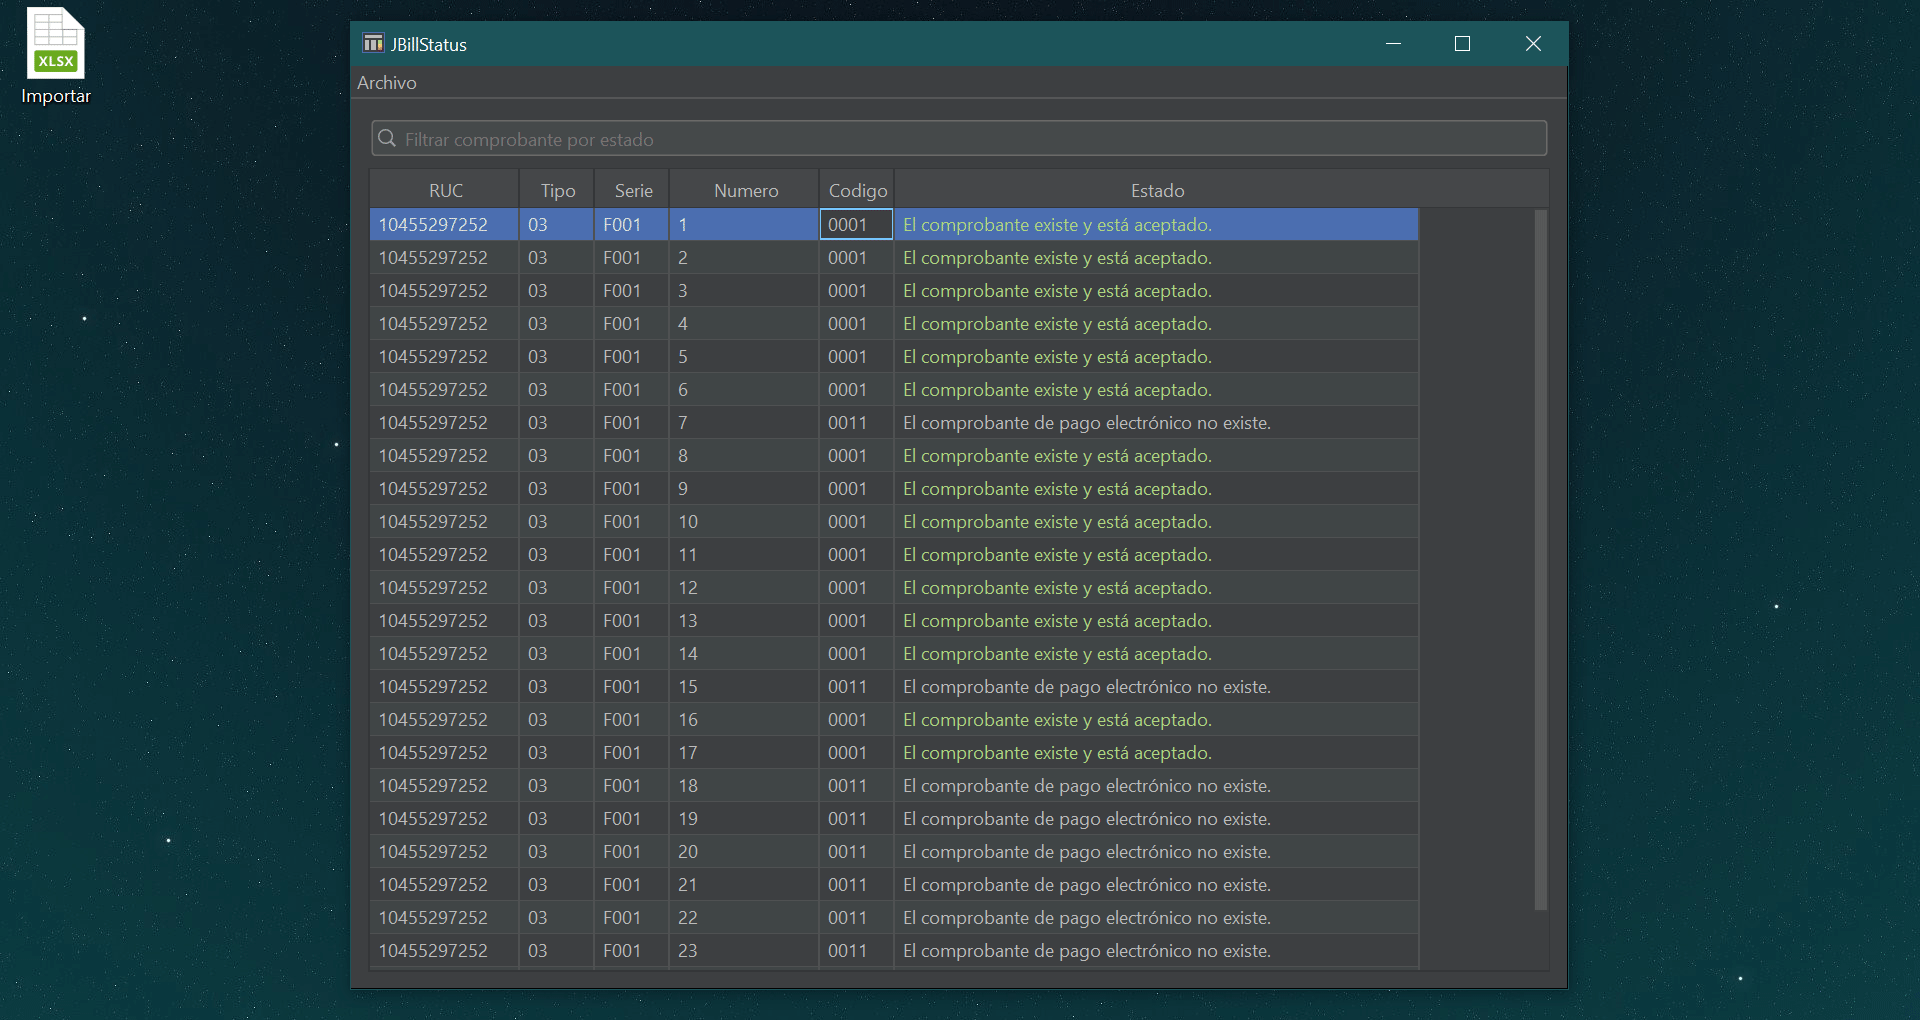 XLSX
Importar
JBillStatus
Archivo
Filtrar comprobante por estado
RUC Tipo Serie Numero Codigo Estado
10455297252 03 F001 1 0001 El comprobante existe y está aceptado.
10455297252 03 F001 2 0001 El comprobante existe y está aceptado.
10455297252 03 F001 3 0001 El comprobante existe y está aceptado.
10455297252 03 F001 4 0001 El comprobante existe y está aceptado.
10455297252 03 F001 5 0001 El comprobante existe y está aceptado.
10455297252 03 F001 6 0001 El comprobante existe y está aceptado.
10455297252 03 F001 7 0011 El comprobante de pago electrónico no existe.
10455297252 03 F001 8 0001 El comprobante existe y está aceptado.
10455297252 03 F001 9 0001 El comprobante existe y está aceptado.
10455297252 03 F001 10 0001 El comprobante existe y está aceptado.
10455297252 03 F001 11 0001 El comprobante existe y está aceptado.
10455297252 03 F001 12 0001 El comprobante existe y está aceptado.
10455297252 03 F001 13 0001 El comprobante existe y está aceptado.
10455297252 03 F001 14 0001 El comprobante existe y está aceptado.
10455297252 03 F001 15 0011 El comprobante de pago electrónico no existe.
10455297252 03 F001 16 0001 El comprobante existe y está aceptado.
10455297252 03 F001 17 0001 El comprobante existe y está aceptado.
10455297252 03 F001 18 0011 El comprobante de pago electrónico no existe.
10455297252 03 F001 19 0011 El comprobante de pago electrónico no existe.
10455297252 03 F001 20 0011 El comprobante de pago electrónico no existe.
10455297252 03 F001 21 0011 El comprobante de pago electrónico no existe.
10455297252 03 F001 22 0011 El comprobante de pago electrónico no existe.
10455297252 03 F001 23 0011 El comprobante de pago electrónico no existe.